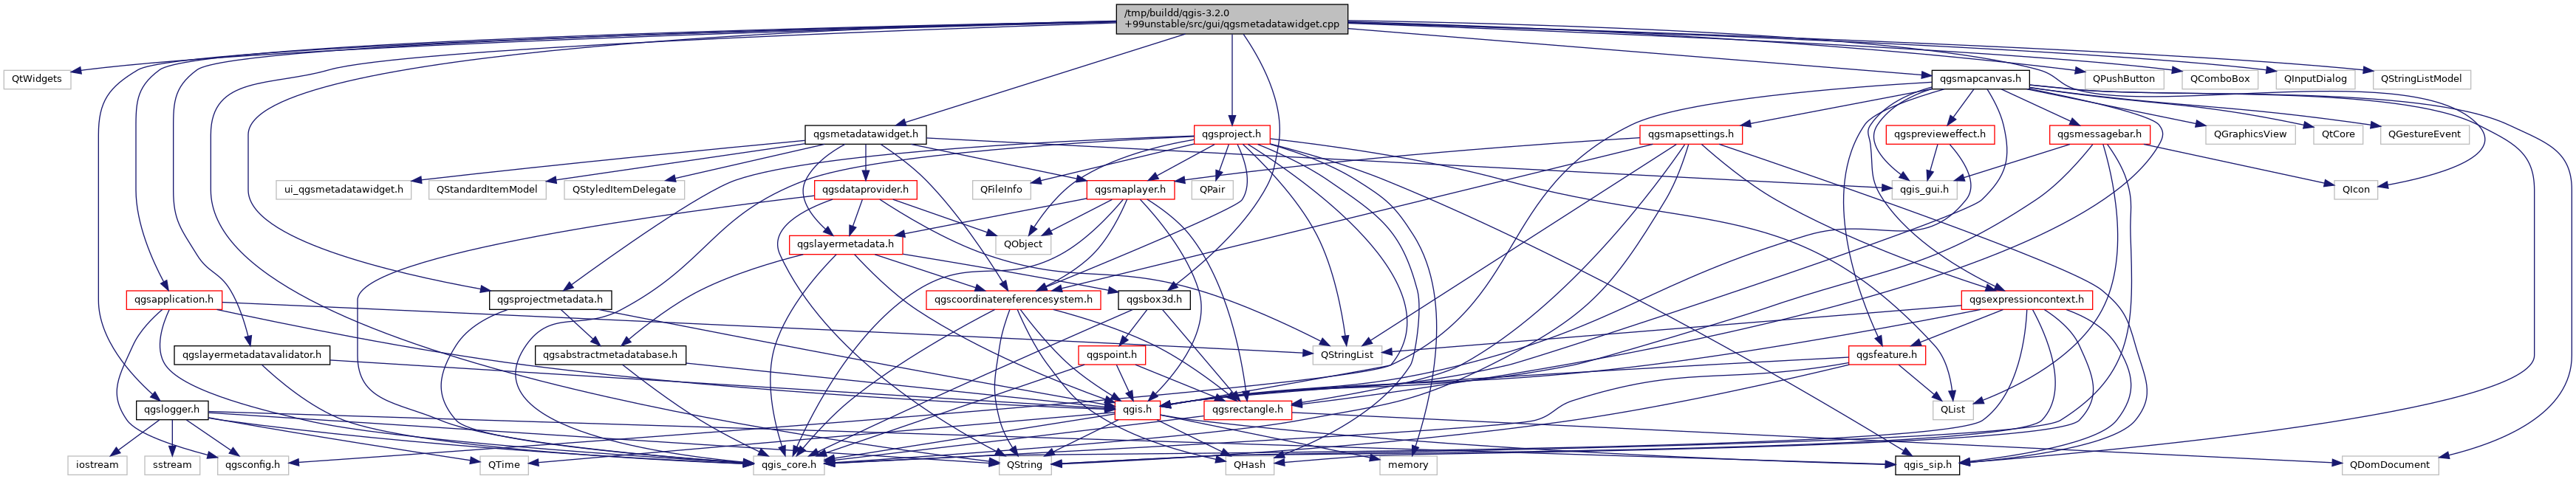 /tmp/buildd/qgis-3.2.0
+99unstable/src/gui/qgsmetadatawidget.cpp
QtWidgets
qgsmapcanvas.h
QPushButton
QComboBox
QInputDialog
QStringListModel
qgsmetadatawidget.h
qgsproject.h
qgsmapsettings.h
qgspreviewеffect.h
qgsmessagebar.h
QGraphicsView
QtCore
QGestureEvent
ui_qgsmetadatawidget.h
QStandardItemModel
QStyledItemDelegate
qgsdataprovider.h
QFileInfo
qgsmaplayer.h
QPair
qgis_gui.h
QIcon
qgslayermetadata.h
QObject
qgsapplication.h
qgsprojectmetadata.h
qgscoordinatereferencesystem.h
qgsbox3d.h
qgsexpressioncontext.h
qgslayermetadatavalidator.h
qgsabstractmetadatabase.h
qgspoint.h
QStringList
qgsfeature.h
qgslogger.h
qgis.h
qgsrectangle.h
QList
iostream
sstream
qgsconfig.h
QTime
qgis_core.h
QString
QHash
memory
qgis_sip.h
QDomDocument